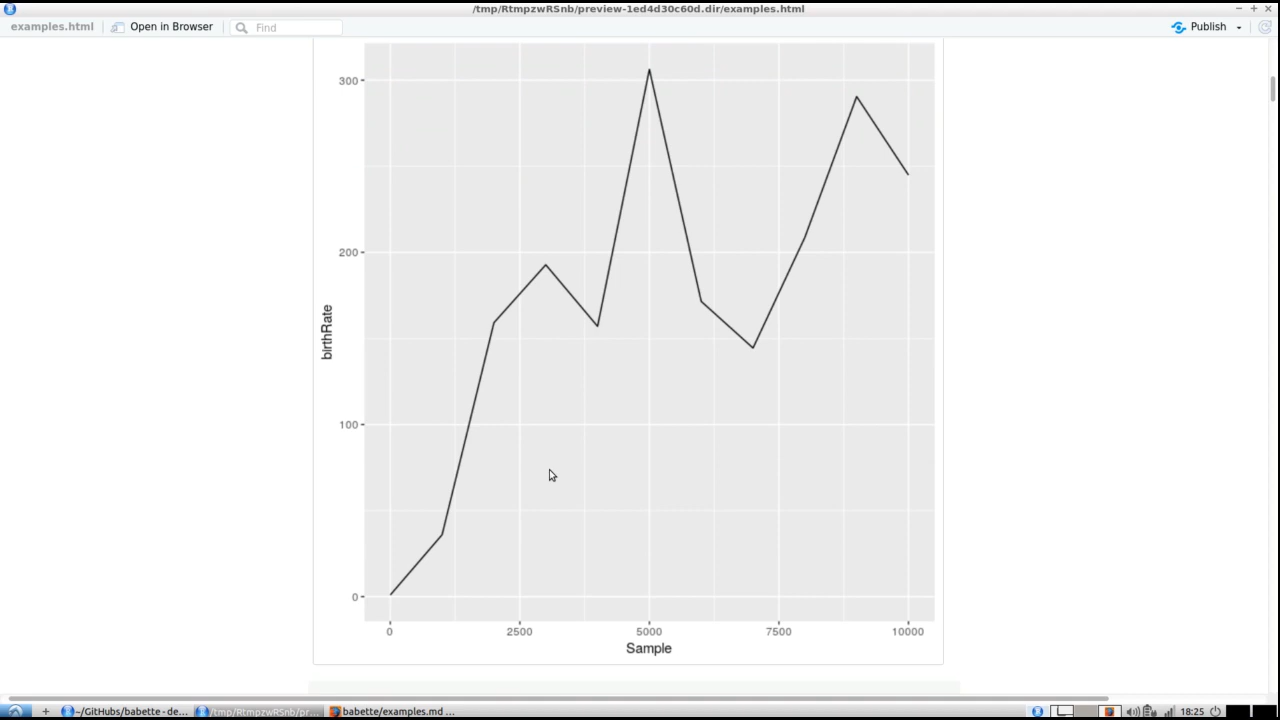 /tmp/RtmpzwRSnb/preview-1ed4d30c60d.dir/examples.html
examples.html
Open in Browser
Find
Publish
300
200
100
0
birthRate
0 2500 5000 7500 10000
Sample
~/GitHubs/babette - de...
/tmp/RtmpzwRSnb/pr...
babette/examples.md ...
18:25